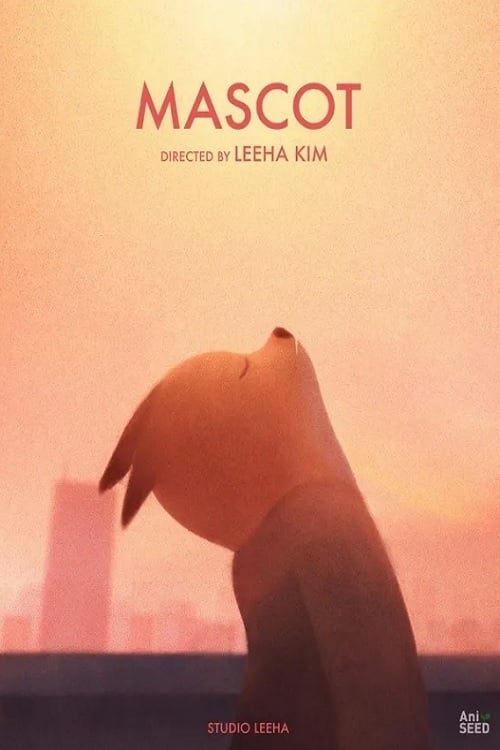 MASCOT
DIRECTED BY LEEHA KIM
STUDIO LEEHA
Ani
SEED